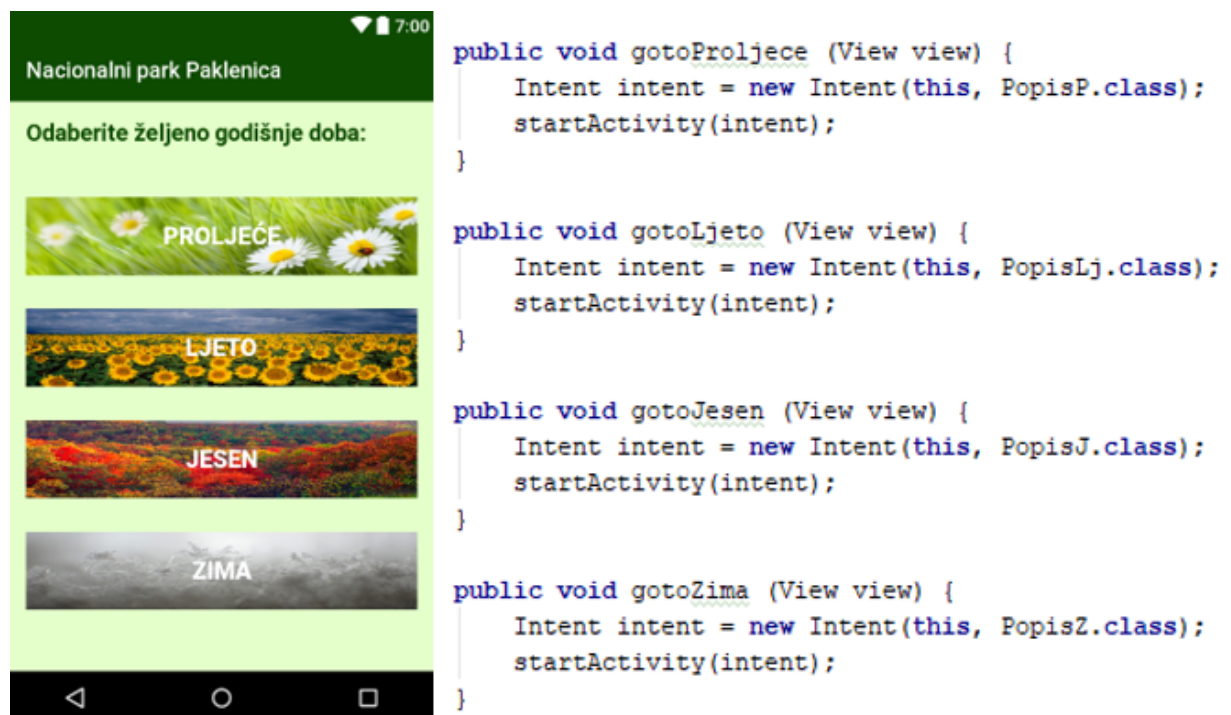 7:00
Nacionalni park Paklenica
Odaberite željeno godišnje doba:
PROLJEĆE
LJETO
JESEN
ZIMA
public void gotoProljece (View view) {
    Intent intent = new Intent(this, PopisP.class);
    startActivity(intent);
}
public void gotoLjeto (View view) {
    Intent intent = new Intent(this, PopisLj.class);
    startActivity(intent);
}
public void gotoJesen (View view) {
    Intent intent = new Intent(this, PopisJ.class);
    startActivity(intent);
}
public void gotoZima (View view) {
    Intent intent = new Intent(this, PopisZ.class);
    startActivity(intent);
}